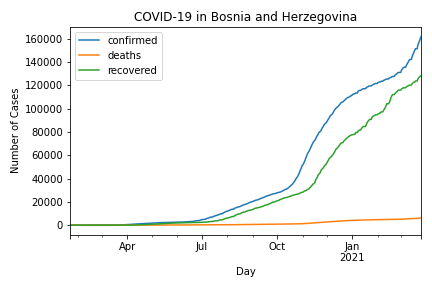 COVID-19 in Bosnia and Herzegovina
confirmed
deaths
recovered
160000
140000
120000
100000
80000
60000
40000
20000
0
Number of Cases
Apr
Jul
Oct
Jan
2021
Day